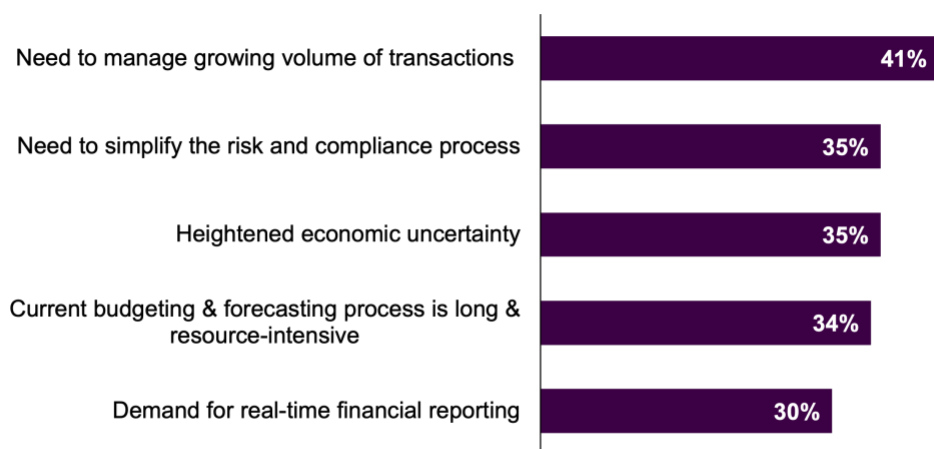 Need to manage growing volume of transactions
41%
Need to simplify the risk and compliance process
35%
Heightened economic uncertainty
35%
Current budgeting & forecasting process is long &
resource-intensive
34%
Demand for real-time financial reporting
30%